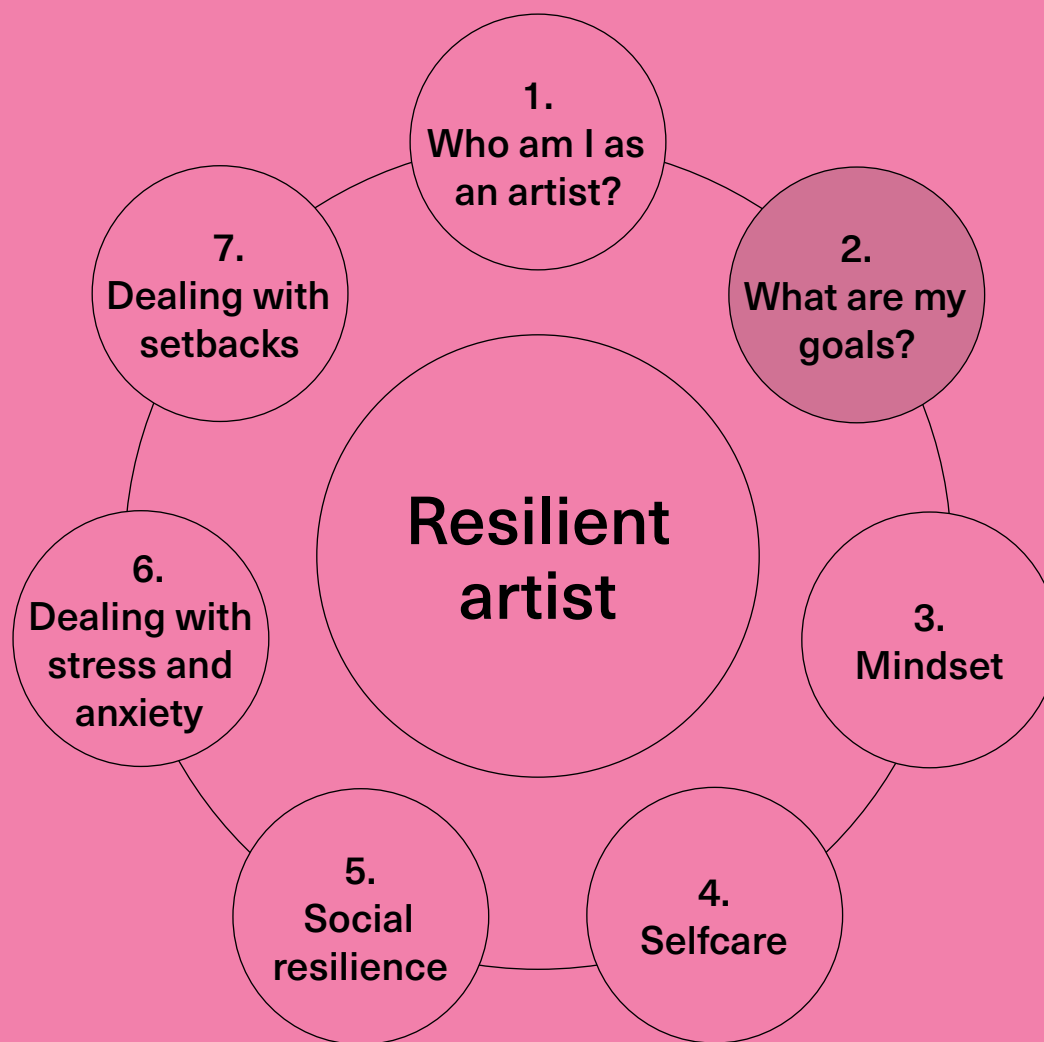 1.
Who am I as
an artist?
2.
What are my
goals?
3.
Mindset
4.
Selfcare
5.
Social
resilience
6.
Dealing with
stress and
anxiety
7.
Dealing with
setbacks
Resilient
artist